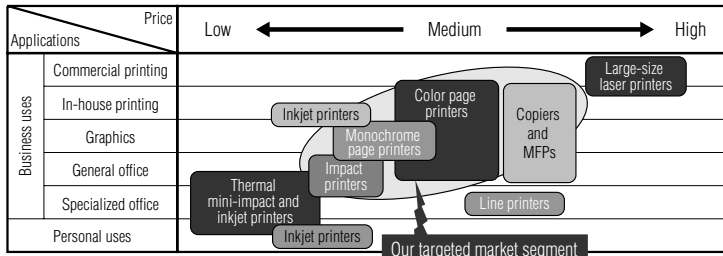 Price
Applications
Low
Medium
High
Business uses
Commercial printing
In-house printing
Graphics
General office
Specialized office
Personal uses
Large-size
laser printers
Color page
printers
Inkjet printers
Copiers
and
MFPs
Monochrome
page printers
Impact
printers
Thermal
mini-impact and
inkjet printers
Line printers
Inkjet printers
Our targeted market segment